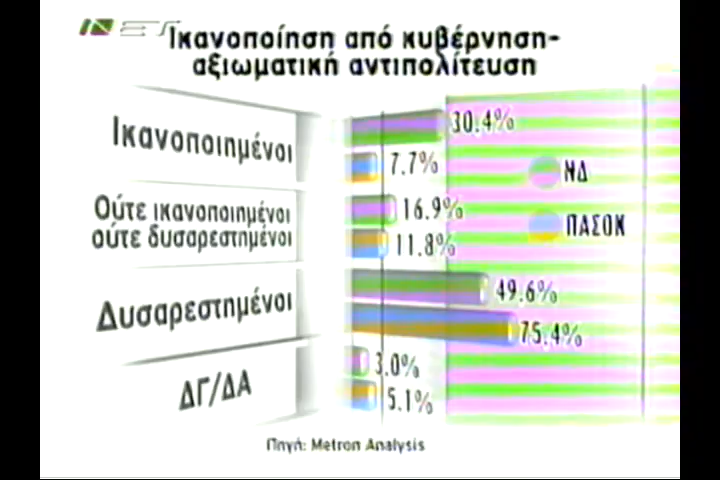 ΝΕΤ
Ικανοποίηση από κυβέρνηση-
αξιωματική αντιπολίτευση
Ικανοποιημένοι
30.4%
7.7%
ΝΔ
Ούτε ικανοποιημένοι
ούτε δυσαρεστημένοι
16.9%
11.8%
ΠΑΣΟΚ
Δυσαρεστημένοι
49.6%
75.4%
ΔΓ/ΔΑ
3.0%
5.1%
Πηγή: Metron Analysis